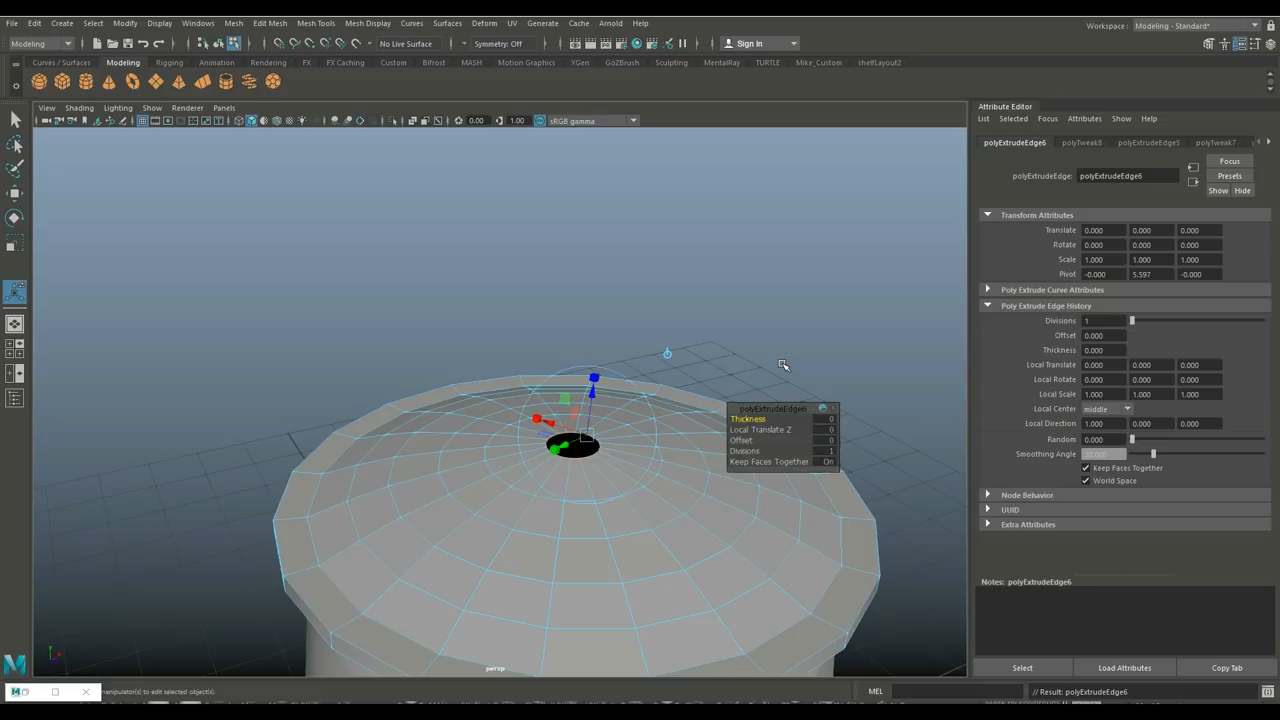 File Edit Create Select Modify Display Windows Mesh Edit Mesh Mesh Tools Mesh Display Curves Surfaces Deform UV Generate Cache Arnold Help
Workspace : Modeling - Standard*
Modeling No Live Surface Symmetry: Off Sign In
Curves / Surfaces Modeling Rigging Animation Rendering FX FX Caching Custom Bifrost MASH Motion Graphics XGen GoZBrush Sculpting MentalRay TURTLE Mike_Custom shelfLayout2
View Shading Lighting Show Renderer Panels
0.00 1.00 sRGB gamma
Attribute Editor
List Selected Focus Attributes Show Help
polyExtrudeEdge6 polyTweak8 polyExtrudeEdge5 polyTweak7
Focus
polyExtrudeEdge: polyExtrudeEdge6 Presets
Show Hide
Transform Attributes
Translate 0.000 0.000 0.000
Rotate 0.000 0.000 0.000
Scale 1.000 1.000 1.000
Pivot -0.000 5.597 -0.000
Poly Extrude Curve Attributes
Poly Extrude Edge History
Divisions 1
Offset 0.000
Thickness 0.000
Local Translate 0.000 0.000 0.000
Local Rotate 0.000 0.000 0.000
Local Scale 1.000 1.000 1.000
Local Center middle
Local Direction 1.000 0.000 0.000
Random 0.000
Smoothing Angle
Keep Faces Together
World Space
Node Behavior
UUID
Extra Attributes
polyExtrudeEdge6
Thickness 0
Local Translate Z 0
Offset 0
Divisions 1
Keep Faces Together On
persp
Notes: polyExtrudeEdge6
Select Load Attributes Copy Tab
manipulator(s) to edit selected object(s).
MEL
// Result: polyExtrudeEdge6